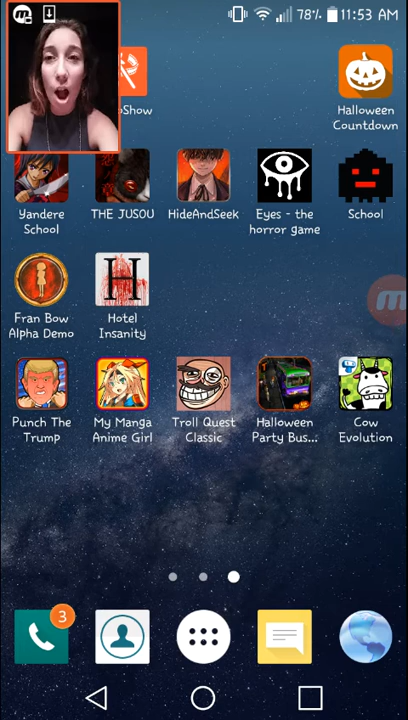 78% 11:53 AM
oShow
Halloween
Countdown
Yandere
School
THE JUSOU
HideAndSeek
Eyes - the
horror game
School
Fran Bow
Alpha Demo
H
Hotel
Insanity
Punch The
Trump
My Manga
Anime Girl
Troll Quest
Classic
Halloween
Party Bus...
Cow
Evolution
3